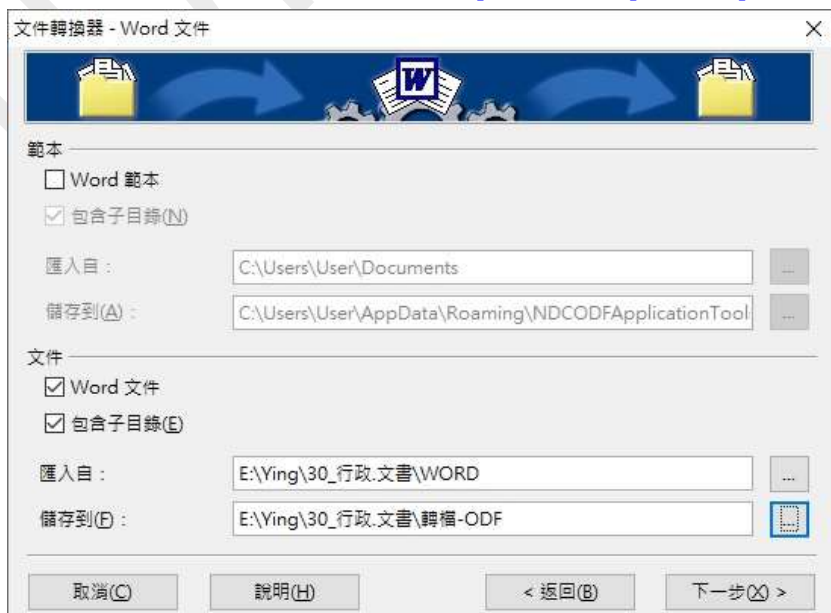 文件轉換器 - Word 文件
W
範本
Word 範本
包含子目錄(N)
匯入自：
C:\Users\User\Documents
...
儲存到(A)：
C:\Users\User\AppData\Roaming\NDCODFApplicationTool
...
文件
Word 文件
包含子目錄(E)
匯入自：
E:\Ying\30_行政.文書\WORD
...
儲存到(F)：
E:\Ying\30_行政.文書\轉檔-ODF
...
取消(C)
說明(H)
< 返回(B)
下一步(X) >